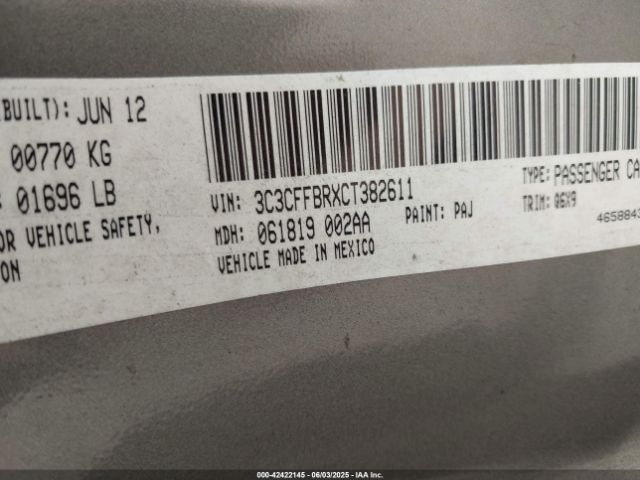 (BUILT): JUN 12
00770 KG
01696 LB
OR VEHICLE SAFETY,
ON
VIN: 3C3CFFBRXCT382611
MDH: 061819 002AA
PAINT: PAJ
VEHICLE MADE IN MEXICO
TYPE: PASSENGER CA
TRIM: Q6X9
4658843
000-42422145 - 06/03/2025 - IAA Inc.